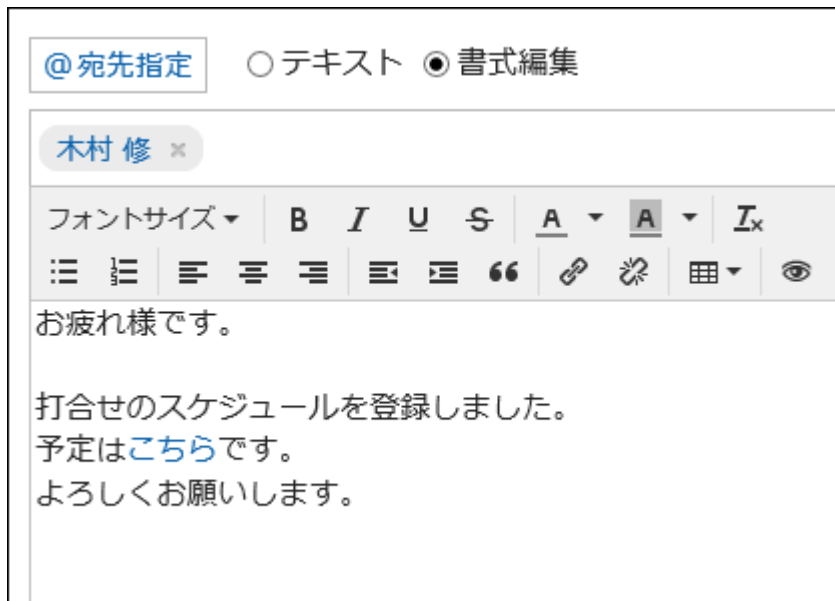 @宛先指定 テキスト 書式編集
木村 修 ×
フォントサイズ B I U S A A Tx
お疲れ様です。
打合せのスケジュールを登録しました。
予定はこちらです。
よろしくお願いします。